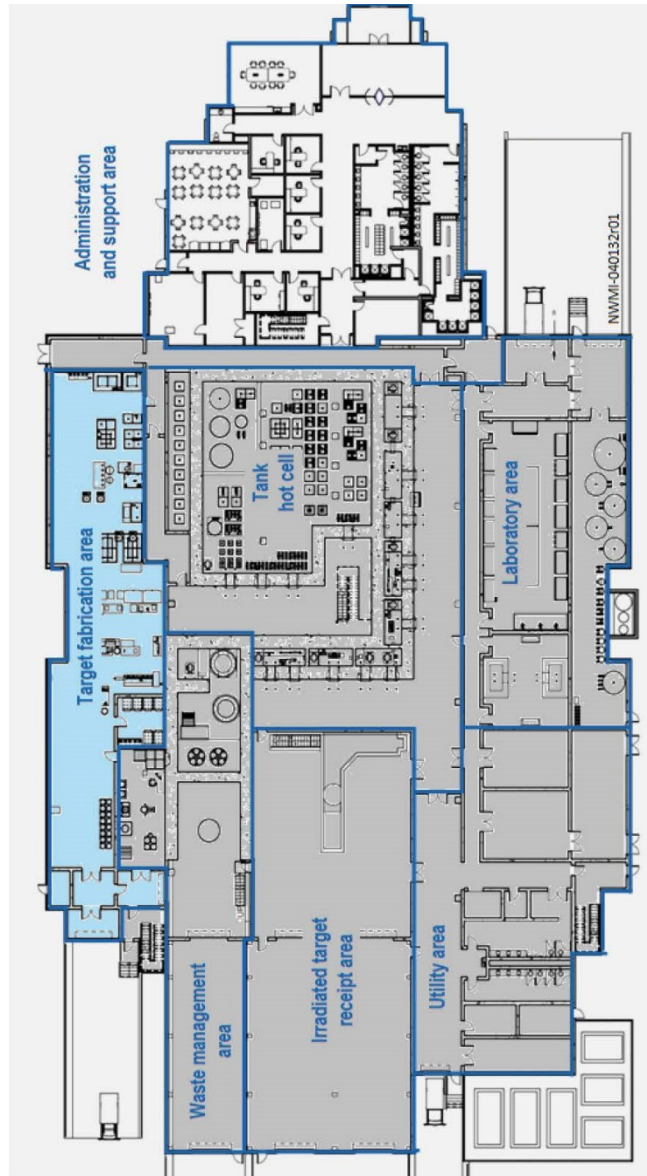 Administration
and support area
NWMI-040132r01
Target fabrication area
Tank
hot cell
Laboratory area
Waste management
area
Irradiated target
receipt area
Utility area